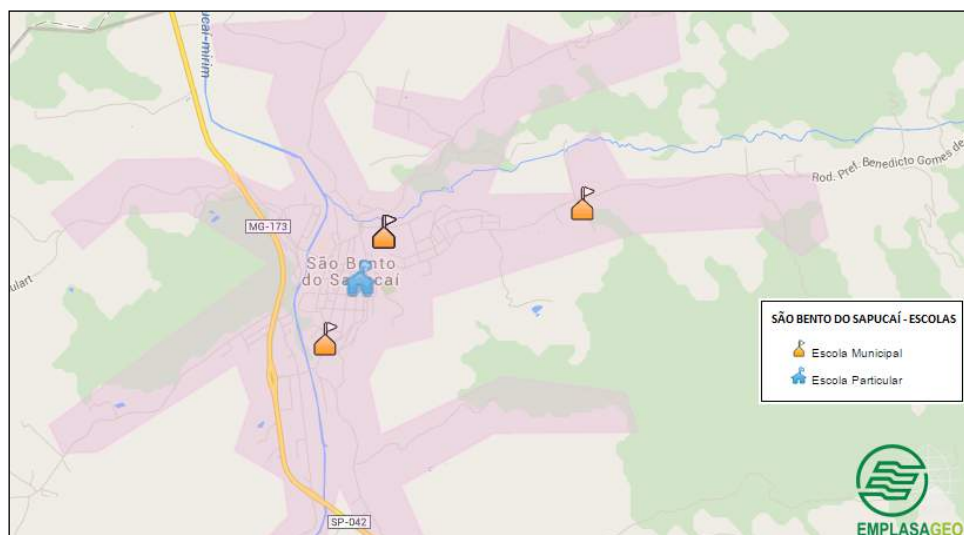 ucaí-mirim
MG-173
São Bento
do Sapucaí
Rod. Pref. Benedicto Gomes de
ulart
SÃO BENTO DO SAPUCAÍ - ESCOLAS
Escola Municipal
Escola Particular
SP-042
EMPLASAGEO